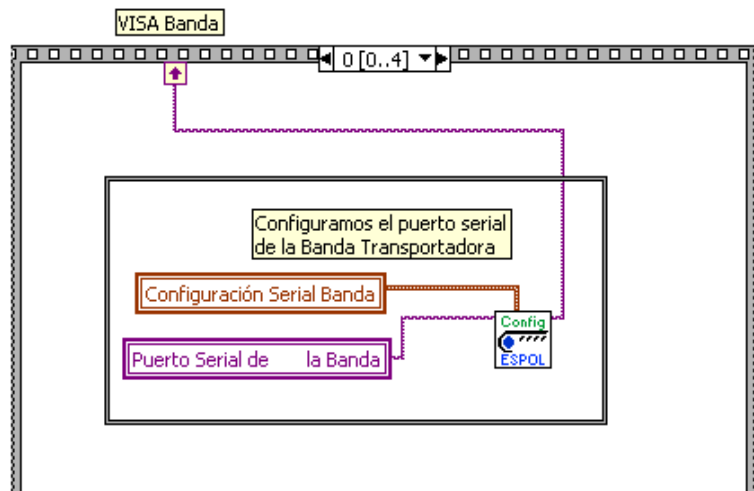 VISA Banda
0 [0..4]
Configuramos el puerto serial
de la Banda Transportadora
Configuración Serial Banda
Config
Puerto Serial de la Banda
ESPOL